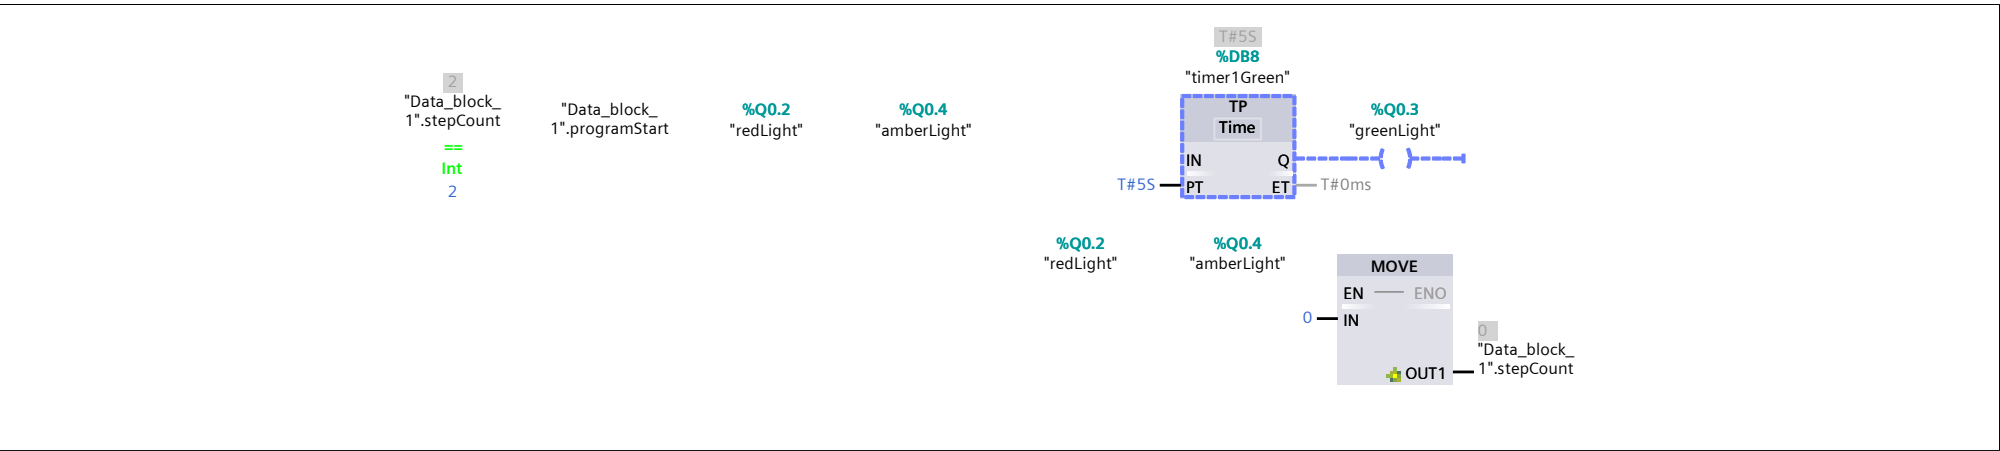 T#5S
%DB8
"timer1Green"
2
"Data_block_
1".stepCount
==
Int
2
"Data_block_
1".programStart
%Q0.2
"redLight"
%Q0.4
"amberLight"
TP
Time
IN
Q
T#5S
PT
ET
T#0ms
%Q0.3
"greenLight"
%Q0.2
"redLight"
%Q0.4
"amberLight"
MOVE
EN
ENO
0
IN
OUT1
0
"Data_block_
1".stepCount